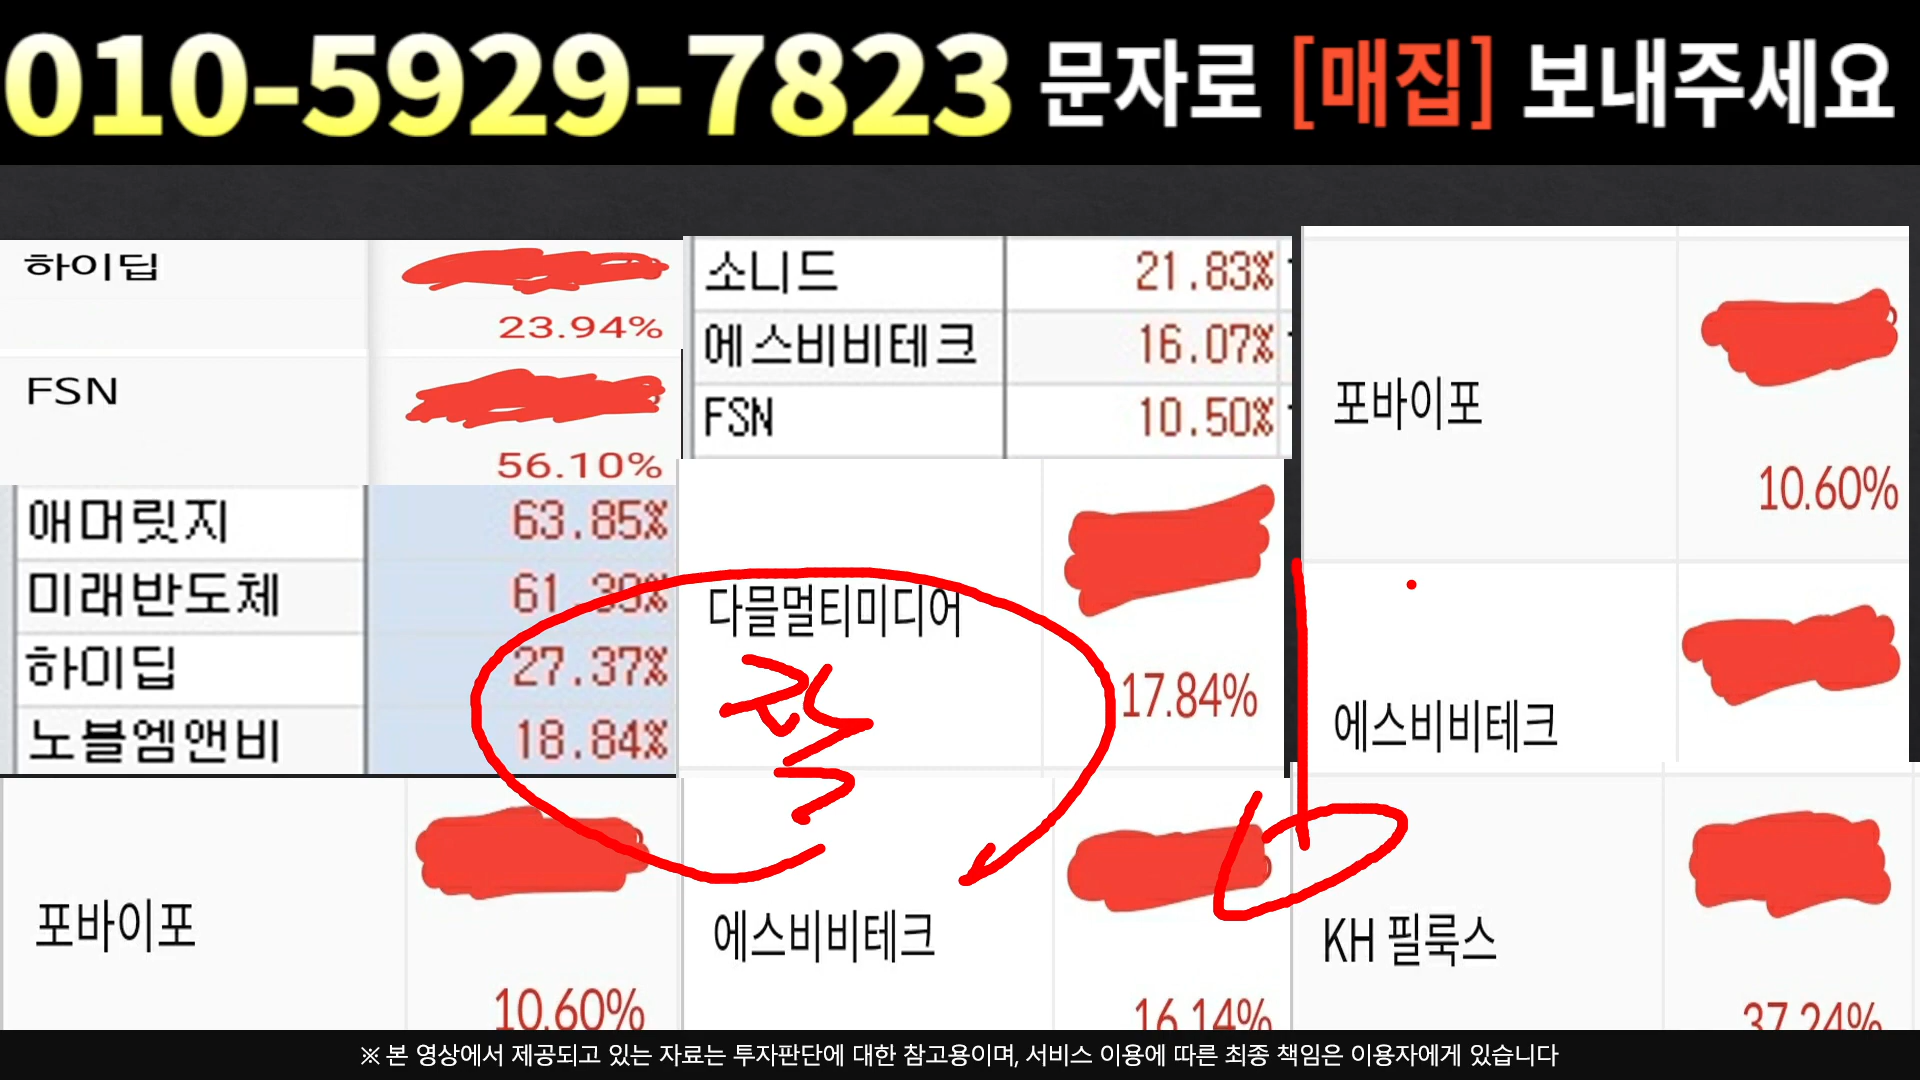 010-5929-7823 문자로 [매집] 보내주세요
하이딥
23.94%
FSN
56.10%
애머릿지 63.85%
미래반도체 61.39%
하이딥 27.37%
노블엠앤비 18.84%
소니드 21.83%
에스비비테크 16.07%
FSN 10.50%
다믈멀티미디어
17.84%
포바이포
10.60%
에스비비테크
포바이포
10.60%
에스비비테크
16.14%
KH 필룩스
37.24%
※ 본 영상에서 제공되고 있는 자료는 투자판단에 대한 참고용이며, 서비스 이용에 따른 최종 책임은 이용자에게 있습니다